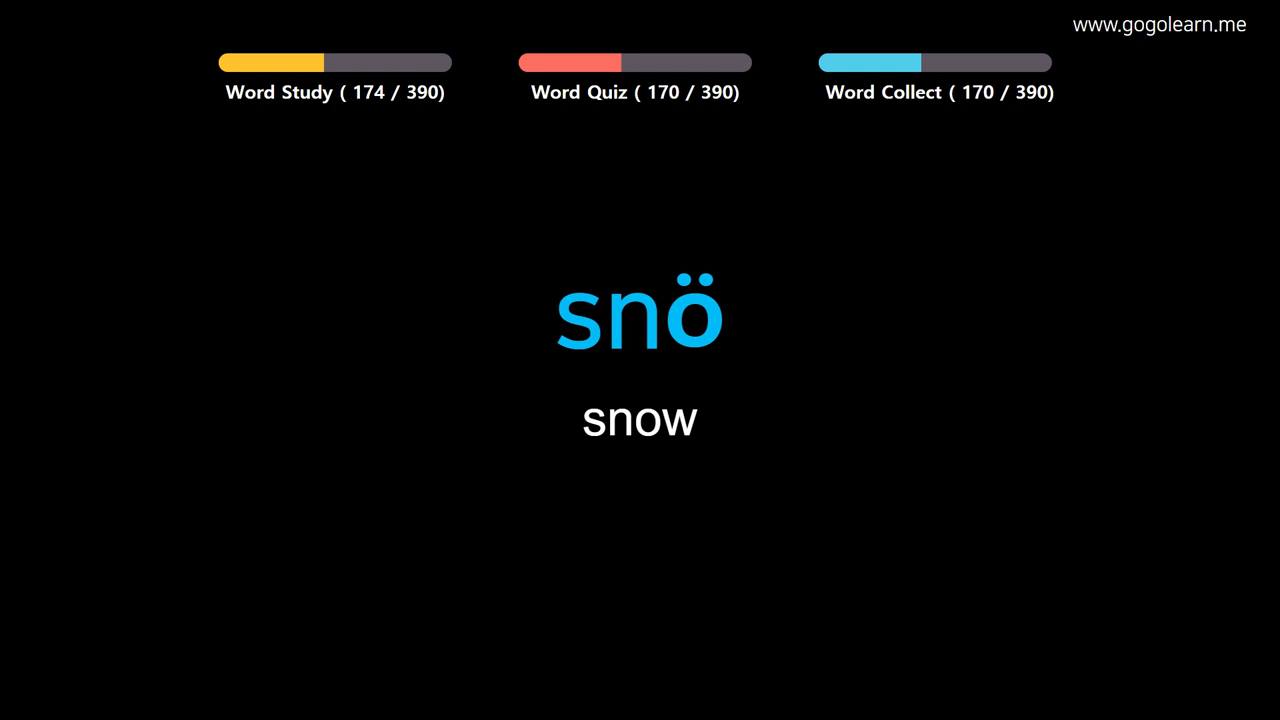 www.gogolearn.me
Word Study ( 174 / 390)
Word Quiz ( 170 / 390)
Word Collect ( 170 / 390)
snö
snow